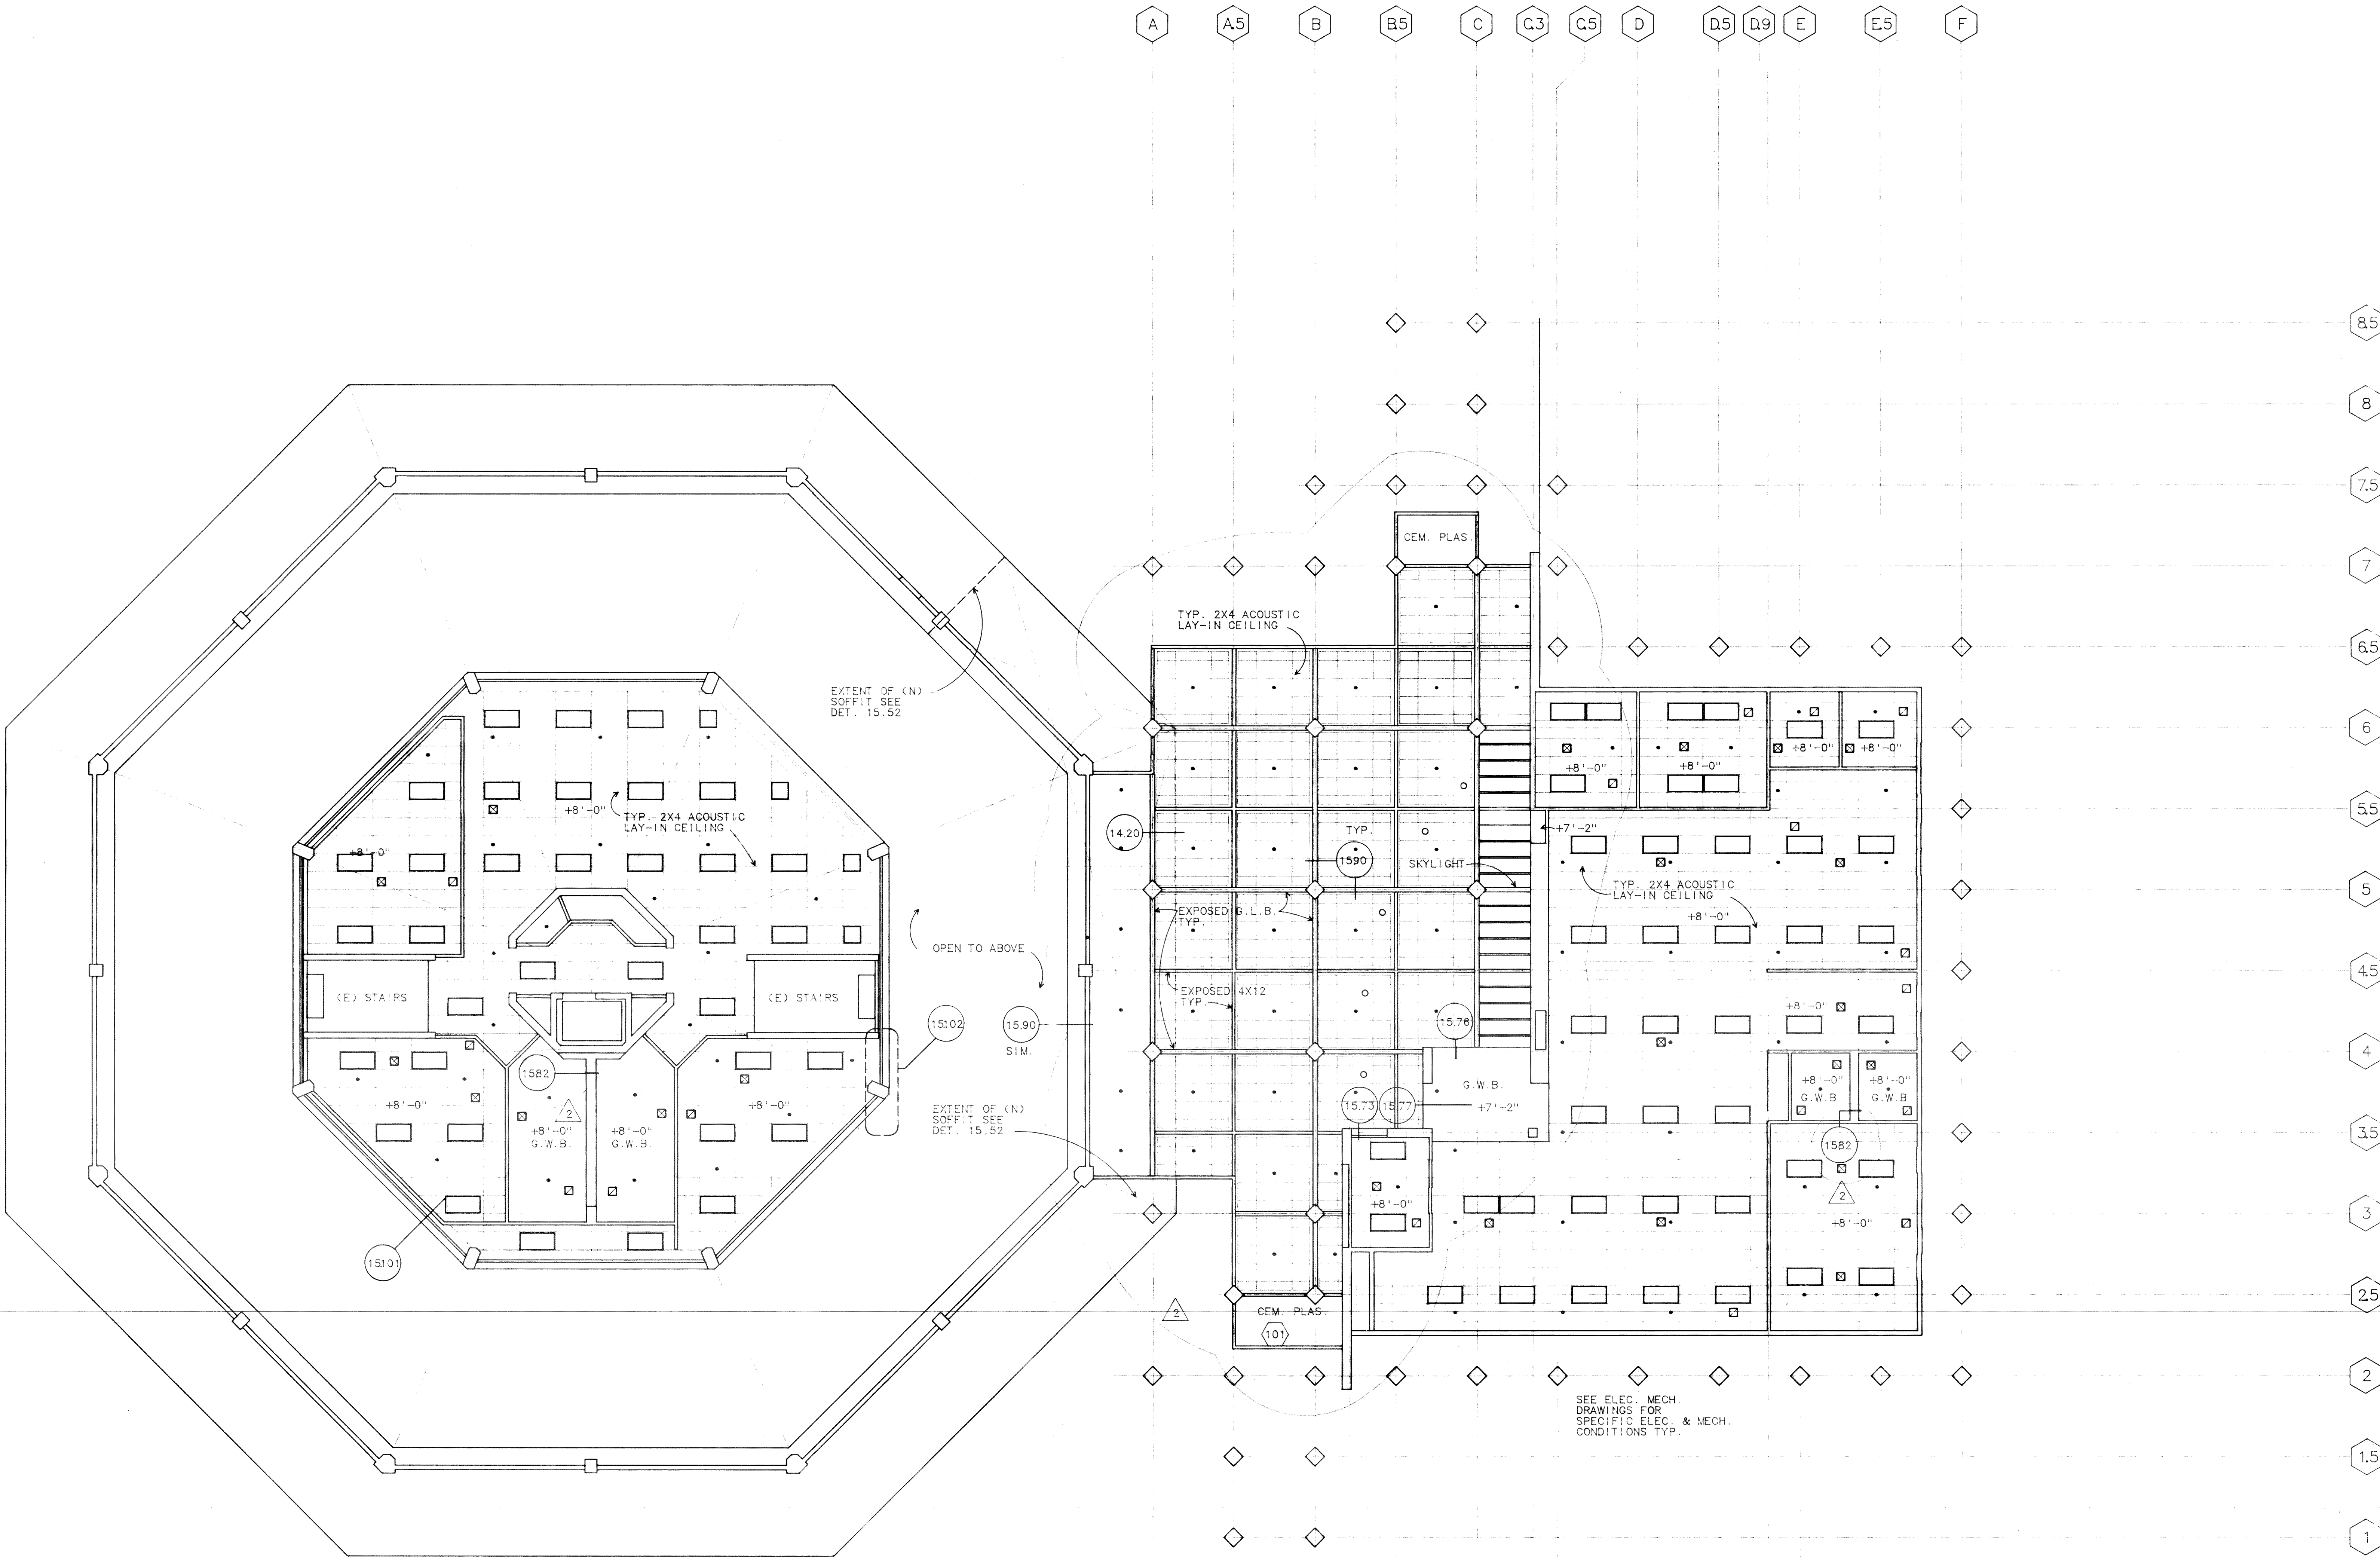 A
A.5
B
B.5
C
C.3
C.5
D
D.5
D.9
E
E.5
F
8.5
8
7.5
CEM. PLAS.
7
TYP. 2X4 ACOUSTIC
LAY-IN CEILING
6.5
EXTENT OF (N)
SOFFIT SEE
DET. 15.52
6
+8'-0"
+8'-0"
+8'-0"
+8'-0"
+8'-0"
TYP. 2X4 ACOUSTIC
LAY-IN CEILING
5.5
14.20
TYP.
+7'-2"
+8'-0"
15.90
SKYLIGHT
5
TYP. 2X4 ACOUSTIC
LAY-IN CEILING
+8'-0"
EXPOSED G.L.B.
TYP.
OPEN TO ABOVE
4.5
(E) STAIRS
(E) STAIRS
EXPOSED 4X12
TYP.
+8'-0"
15.102
15.90
SIM.
15.76
4
15.82
G.W.B.
+8'-0"
G.W.B
+8'-0"
G.W.B
+8'-0"
2
+8'-0"
15.73
15.77
+7'-2"
EXTENT OF (N)
SOFFIT SEE
DET. 15.52
+8'-0"
G.W.B.
+8'-0"
G.W.B.
3.5
15.82
2
+8'-0"
+8'-0"
3
15.101
2.5
2
CEM. PLAS.
101
2
SEE ELEC. MECH.
DRAWINGS FOR
SPECIFIC ELEC. & MECH.
CONDITIONS TYP.
1.5
1